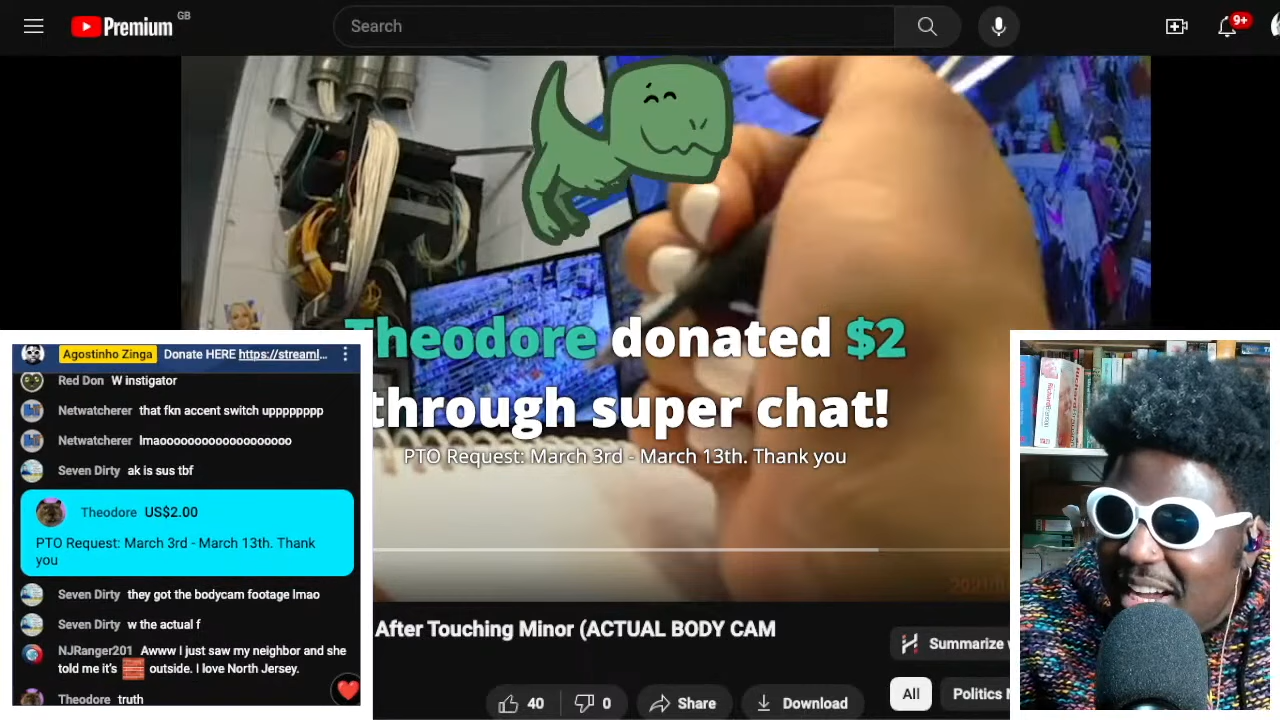 Premium GB
Search
9+
Theodore donated $2
through super chat!
PTO Request: March 3rd - March 13th. Thank you
Agostinho Zinga Donate HERE https://streaml...
Red Don W instigator
Netwatcherer that fkn accent switch upppppppp
Netwatcherer lmaooooooooooooooooooo
Seven Dirty ak is sus tbf
Theodore US$2.00
PTO Request: March 3rd - March 13th. Thank
you
Seven Dirty they got the bodycam footage lmao
Seven Dirty w the actual f
NJRanger201 Awww I just saw my neighbor and she
told me it's 🧱 outside. I love North Jersey.
Theodore truth
After Touching Minor (ACTUAL BODY CAM
Summarize
40
0
Share
Download
All
Politics